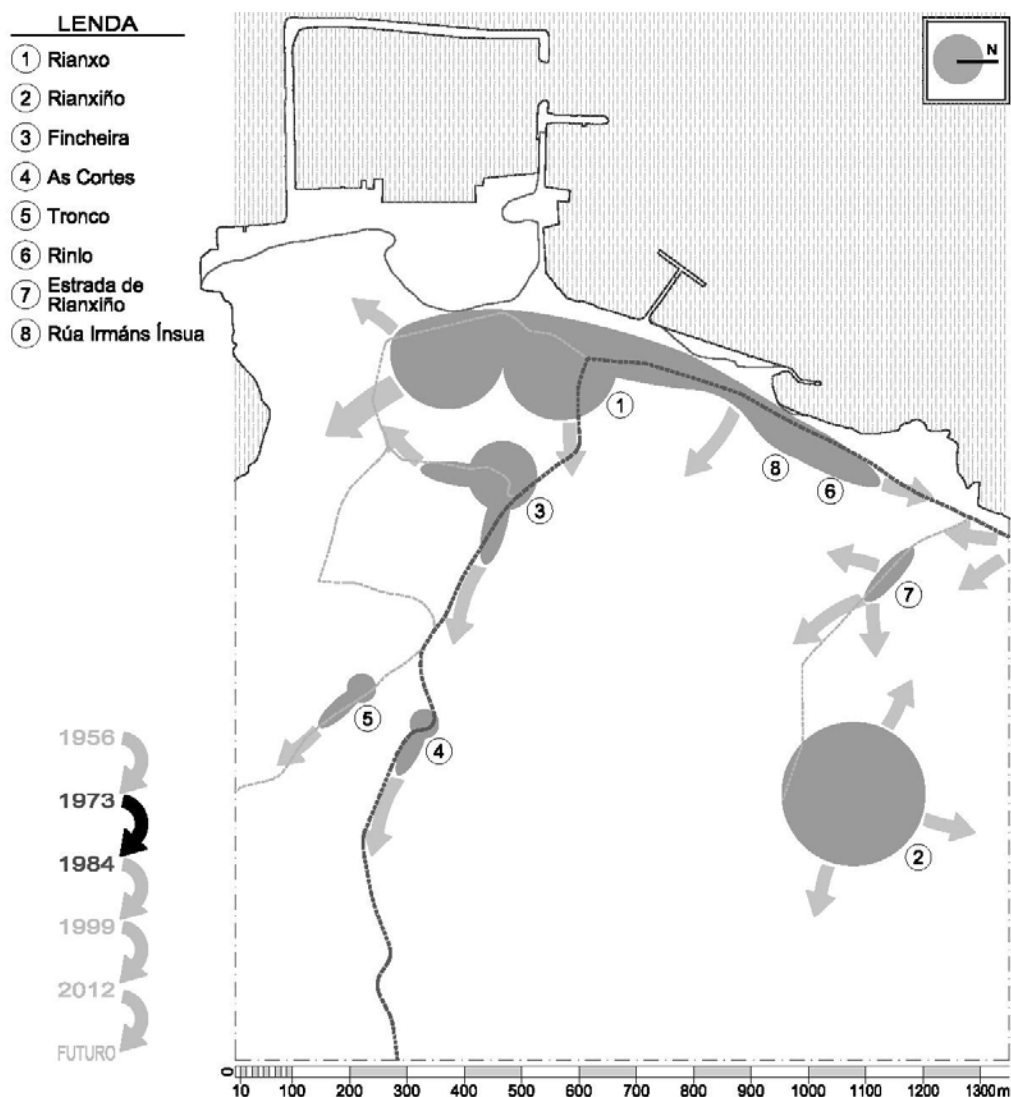 LENDA
1 Rianxo
2 Rianxiño
3 Fincheira
4 As Cortes
5 Tronco
6 Rinlo
7 Estrada de
Rianxiño
8 Rúa Irmáns Ínsua
N
1
8
6
3
7
5
4
2
1956
1973
1984
1999
2012
FUTURO
0
10 100 200 300 400 500 600 700 800 900 1000 1100 1200 1300m